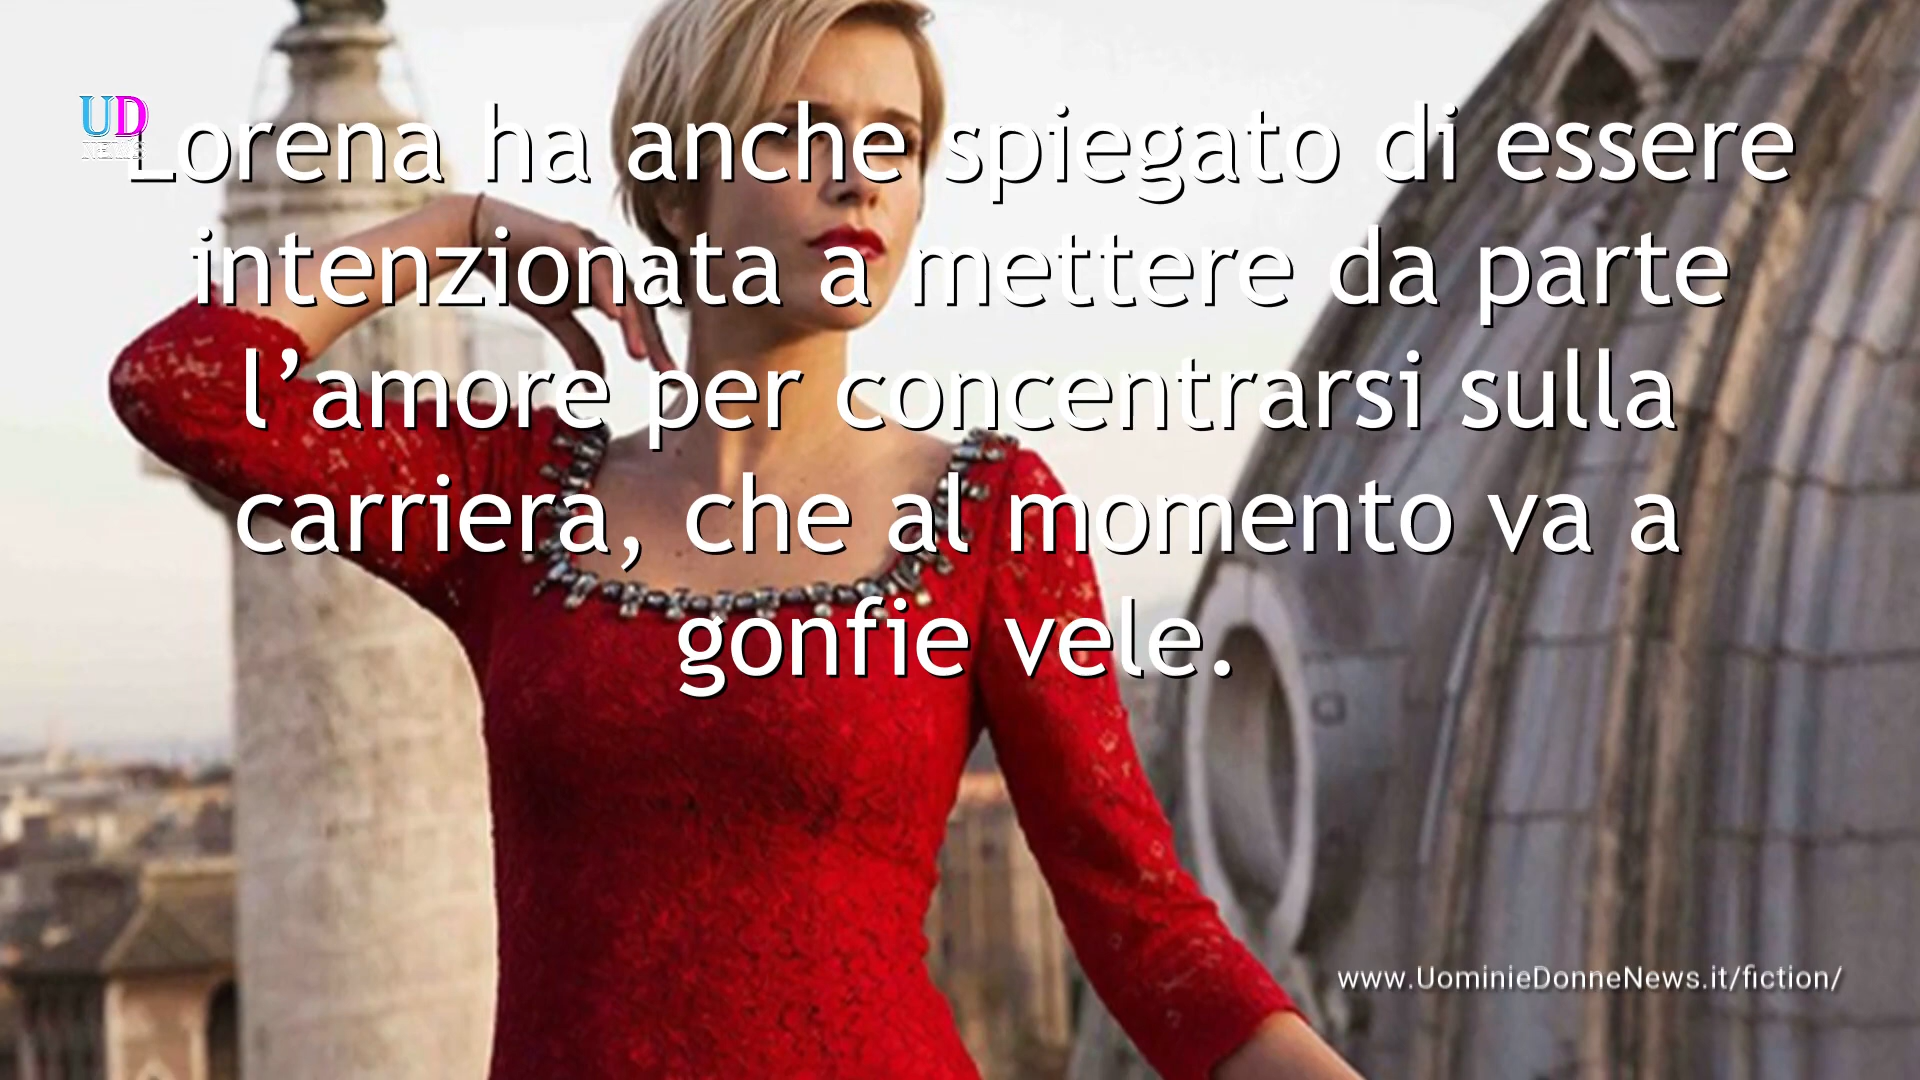 UD
NEWS
Lorena ha anche spiegato di essere
intenzionata a mettere da parte
l’amore per concentrarsi sulla
carriera, che al momento va a
gonfie vele.
www.UominieDonneNews.it/fiction/